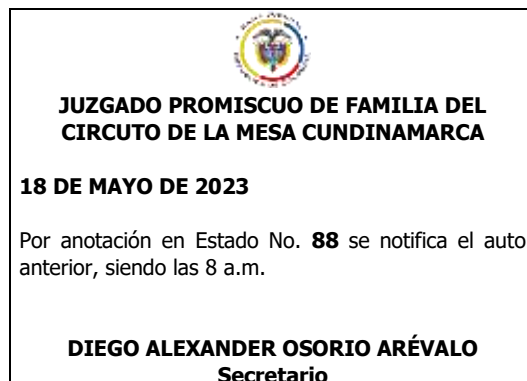 JUZGADO PROMISCUO DE FAMILIA DEL
CIRCUTO DE LA MESA CUNDINAMARCA
18 DE MAYO DE 2023
Por anotación en Estado No. 88 se notifica el auto
anterior, siendo las 8 a.m.
DIEGO ALEXANDER OSORIO ARÉVALO
Secretario